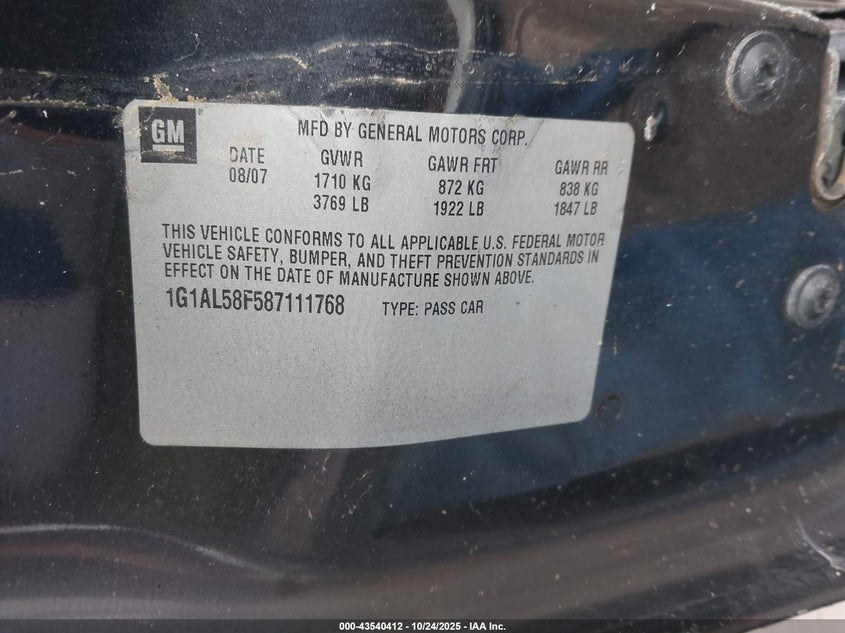 GM
MFD BY GENERAL MOTORS CORP.
DATE GVWR GAWR FRT GAWR RR
08/07 1710 KG 872 KG 838 KG
3769 LB 1922 LB 1847 LB
THIS VEHICLE CONFORMS TO ALL APPLICABLE U.S. FEDERAL MOTOR
VEHICLE SAFETY, BUMPER, AND THEFT PREVENTION STANDARDS IN
EFFECT ON THE DATE OF MANUFACTURE SHOWN ABOVE.
1G1AL58F587111768 TYPE: PASS CAR
000-43540412 - 10/24/2025 - IAA Inc.